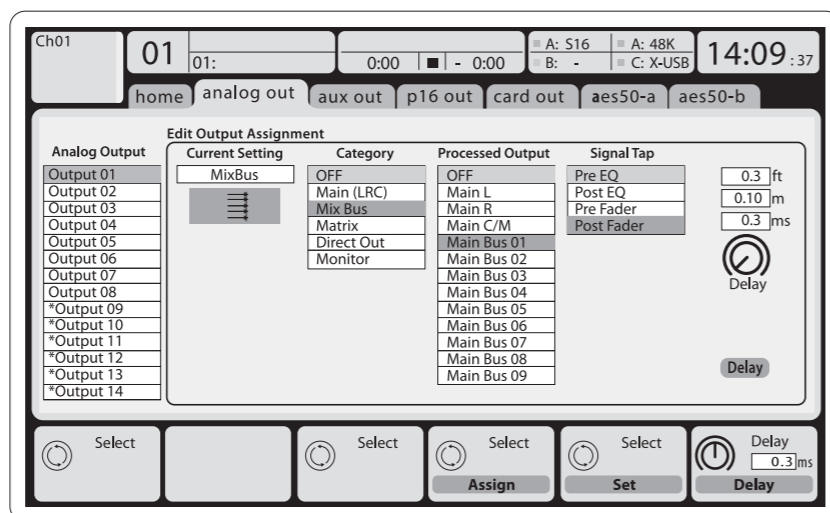 Ch01
01
01:
0:00 - 0:00
A: S16 A: 48K
B: - C: X-USB
14:09 :37
home analog out aux out p16 out card out aes50-a aes50-b
Edit Output Assignment
Analog Output Current Setting Category Processed Output Signal Tap
Output 01 MixBus OFF OFF Pre EQ 0.3 ft
Output 02 Main (LRC) Main L Post EQ 0.10 m
Output 03 Mix Bus Main R Pre Fader 0.3 ms
Output 04 Matrix Main C/M Post Fader
Output 05 Direct Out Main Bus 01
Output 06 Monitor Main Bus 02
Output 07 Main Bus 03 Delay
Output 08 Main Bus 04
*Output 09 Main Bus 05
*Output 10 Main Bus 06
*Output 11 Main Bus 07
*Output 12 Main Bus 08
*Output 13 Main Bus 09 Delay
*Output 14
Select Select Select Select Delay
0.3 ms
Assign Set Delay